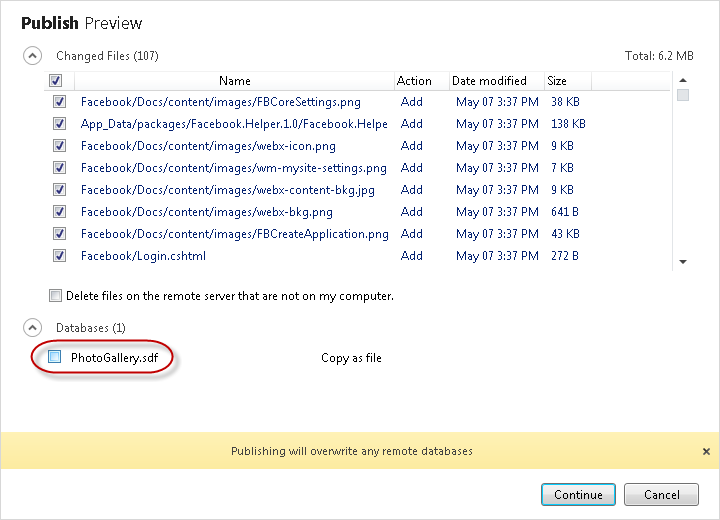 Publish Preview
Changed Files (107) Total: 6.2 MB
Name Action Date modified Size
Facebook/Docs/content/images/FBCoreSettings.png Add May 07 3:37 PM 38 KB
App_Data/packages/Facebook.Helper.1.0/Facebook.Helpe Add May 07 3:37 PM 138 KB
Facebook/Docs/content/images/webx-icon.png Add May 07 3:37 PM 9 KB
Facebook/Docs/content/images/wm-mysite-settings.png Add May 07 3:37 PM 7 KB
Facebook/Docs/content/images/webx-content-bkg.jpg Add May 07 3:37 PM 9 KB
Facebook/Docs/content/images/webx-bkg.png Add May 07 3:37 PM 641 B
Facebook/Docs/content/images/FBCreateApplication.png Add May 07 3:37 PM 43 KB
Facebook/Login.cshtml Add May 07 3:37 PM 272 B
Delete files on the remote server that are not on my computer.
Databases (1)
PhotoGallery.sdf Copy as file
Publishing will overwrite any remote databases
Continue Cancel